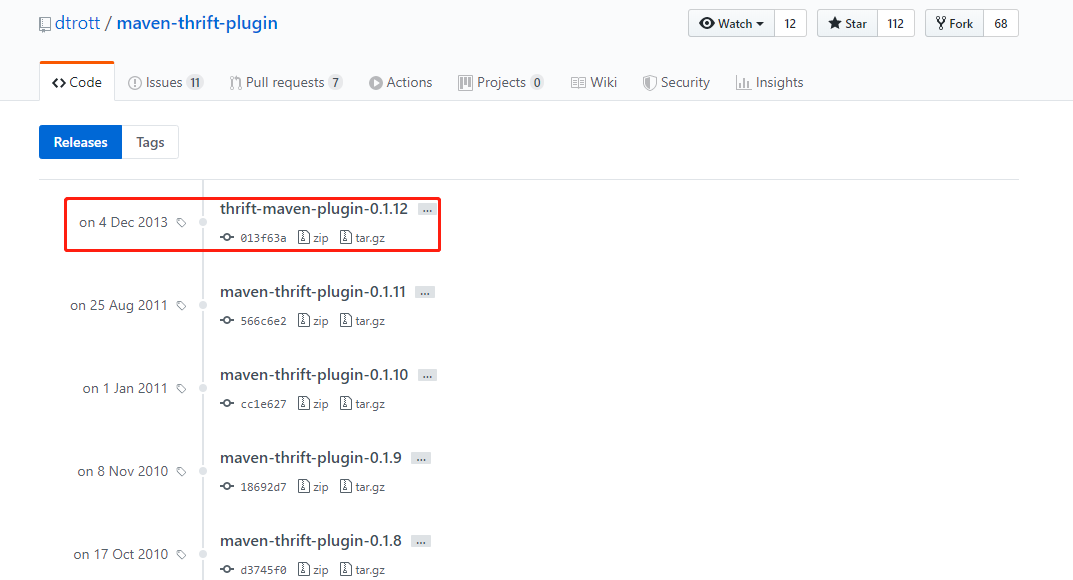 dtrott / maven-thrift-plugin
Watch 12 Star 112 Fork 68
Code Issues 11 Pull requests 7 Actions Projects 0 Wiki Security Insights
Releases Tags
on 4 Dec 2013 thrift-maven-plugin-0.1.12 ...
013f63a zip tar.gz
on 25 Aug 2011 maven-thrift-plugin-0.1.11 ...
566c6e2 zip tar.gz
on 1 Jan 2011 maven-thrift-plugin-0.1.10 ...
cc1e627 zip tar.gz
on 8 Nov 2010 maven-thrift-plugin-0.1.9 ...
18692d7 zip tar.gz
on 17 Oct 2010 maven-thrift-plugin-0.1.8 ...
d3745f0 zip tar.gz